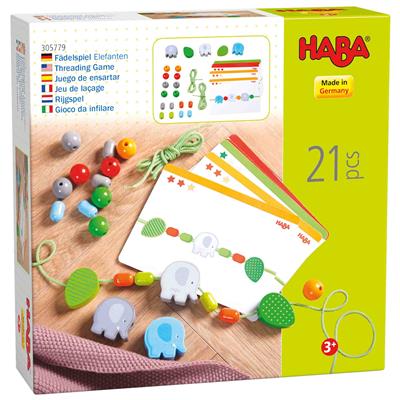 305779
Fädelspiel Elefanten
Threading Game
Juego de ensartar
Jeu de laçage
Rijgspel
Gioco da infilare
HABA
Made in
Germany
21 pcs
HABA
3+